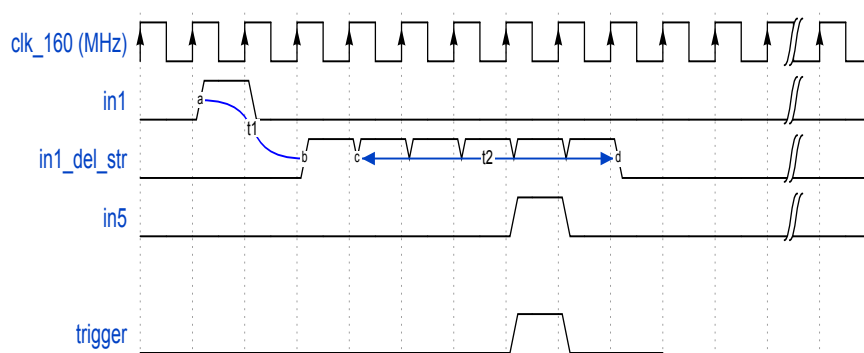 clk_160 (MHz)
in1
a
t1
in1_del_str
b
c
t2
d
in5
trigger